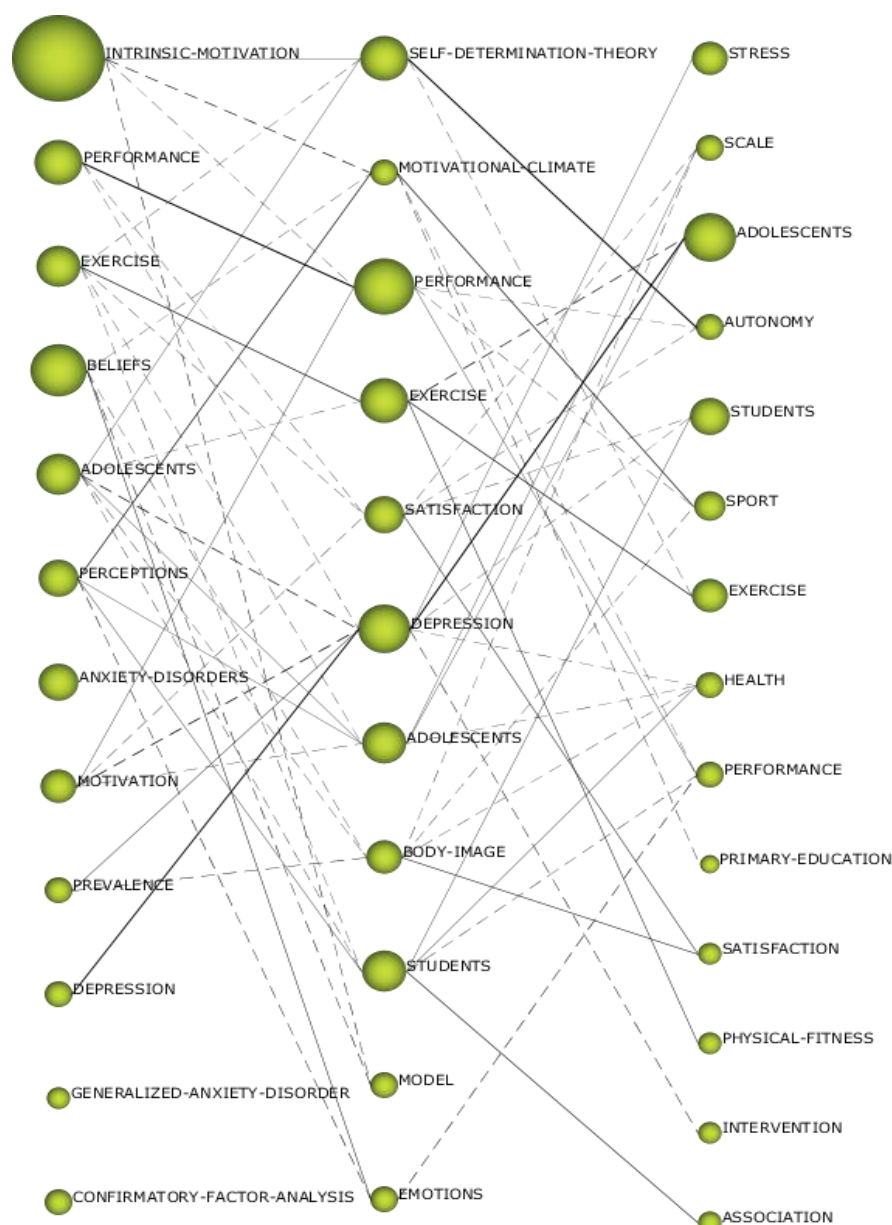 INTRINSIC-MOTIVATION
PERFORMANCE
EXERCISE
BELIEFS
ADOLESCENTS
PERCEPTIONS
ANXIETY-DISORDERS
MOTIVATION
PREVALENCE
DEPRESSION
GENERALIZED-ANXIETY-DISORDER
CONFIRMATORY-FACTOR-ANALYSIS
SELF-DETERMINATION-THEORY
MOTIVATIONAL-CLIMATE
PERFORMANCE
EXERCISE
SATISFACTION
DEPRESSION
ADOLESCENTS
BODY-IMAGE
STUDENTS
MODEL
EMOTIONS
STRESS
SCALE
ADOLESCENTS
AUTONOMY
STUDENTS
SPORT
EXERCISE
HEALTH
PERFORMANCE
PRIMARY-EDUCATION
SATISFACTION
PHYSICAL-FITNESS
INTERVENTION
ASSOCIATION